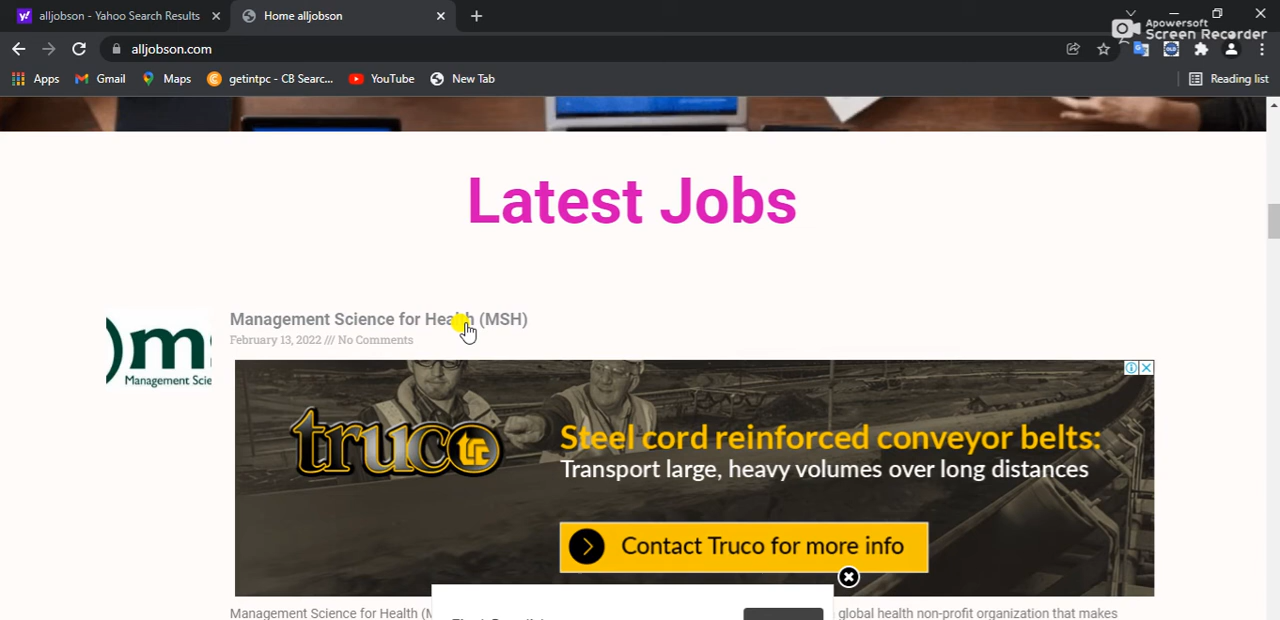 alljobson - Yahoo Search Results
Home alljobson
Apowersoft
Screen Recorder
alljobson.com
Apps
Gmail
Maps
getintpc - CB Searc...
YouTube
New Tab
Reading list
Latest Jobs
Management Science for Health (MSH)
February 13, 2022 /// No Comments
Management Scie
truco
Steel cord reinforced conveyor belts:
Transport large, heavy volumes over long distances
Contact Truco for more info
Management Science for Health (M
global health non-profit organization that makes